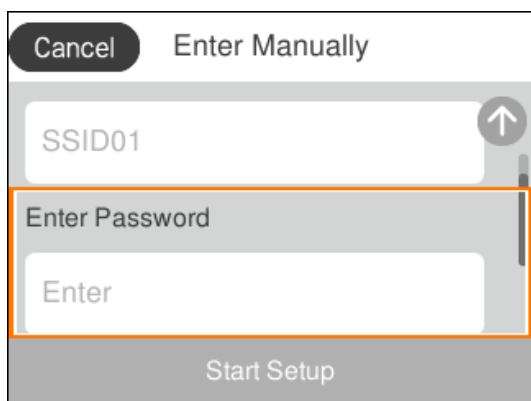 Cancel Enter Manually
SSID01
Enter Password
Enter
Start Setup